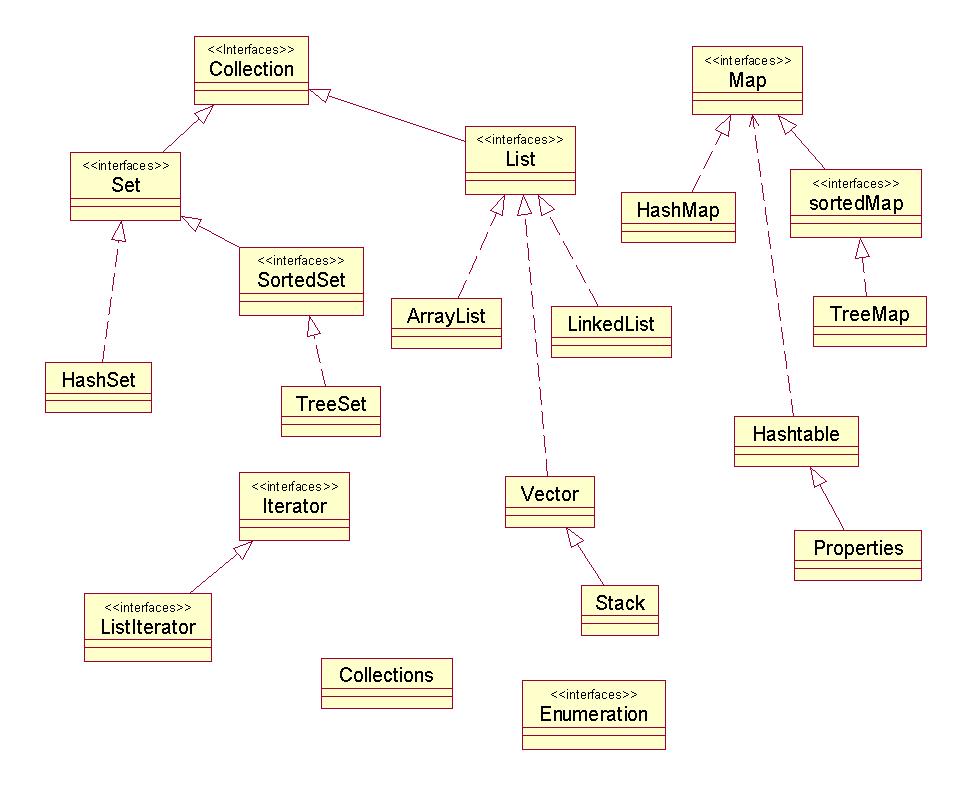 <<Interfaces>>
Collection
<<interfaces>>
Map
<<interfaces>>
List
<<interfaces>>
Set
<<interfaces>>
sortedMap
HashMap
<<interfaces>>
SortedSet
ArrayList
LinkedList
TreeMap
HashSet
TreeSet
Hashtable
<<interfaces>>
Iterator
Vector
Properties
<<interfaces>>
ListIterator
Stack
Collections
<<interfaces>>
Enumeration